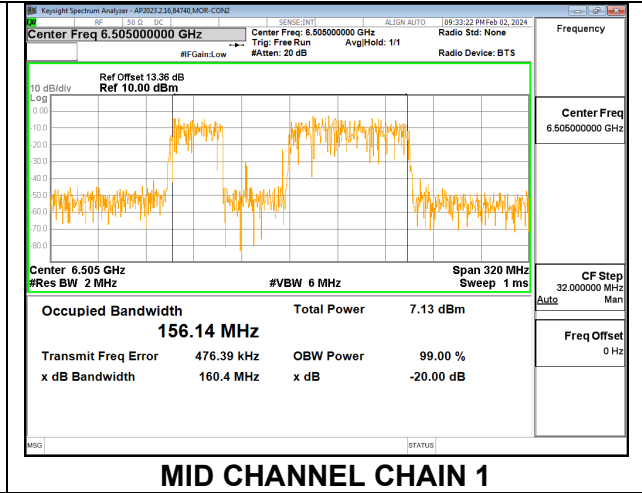 Keysight Spectrum Analyzer - AP2023.2.16,84740,MOR-CON2
RF 50 Ω DC SENSE:INT ALIGN AUTO 09:33:22 PM Feb 02, 2024
Center Freq 6.505000000 GHz
Center Freq: 6.505000000 GHz
Radio Std: None
Trig: Free Run Avg|Hold: 1/1
#IFGain:Low #Atten: 20 dB Radio Device: BTS
Frequency
Ref Offset 13.36 dB
10 dB/div Ref 10.00 dBm
Log
0.00
-10.0
-20.0
-30.0
-40.0
-50.0
-60.0
-70.0
-80.0
Center 6.505 GHz Span 320 MHz
#Res BW 2 MHz #VBW 6 MHz Sweep 1 ms
Occupied Bandwidth Total Power 7.13 dBm
156.14 MHz
Transmit Freq Error 476.39 kHz OBW Power 99.00 %
x dB Bandwidth 160.4 MHz x dB -20.00 dB
Center Freq
6.505000000 GHz
CF Step
32.000000 MHz
Auto Man
Freq Offset
0 Hz
MSG STATUS
MID CHANNEL CHAIN 1